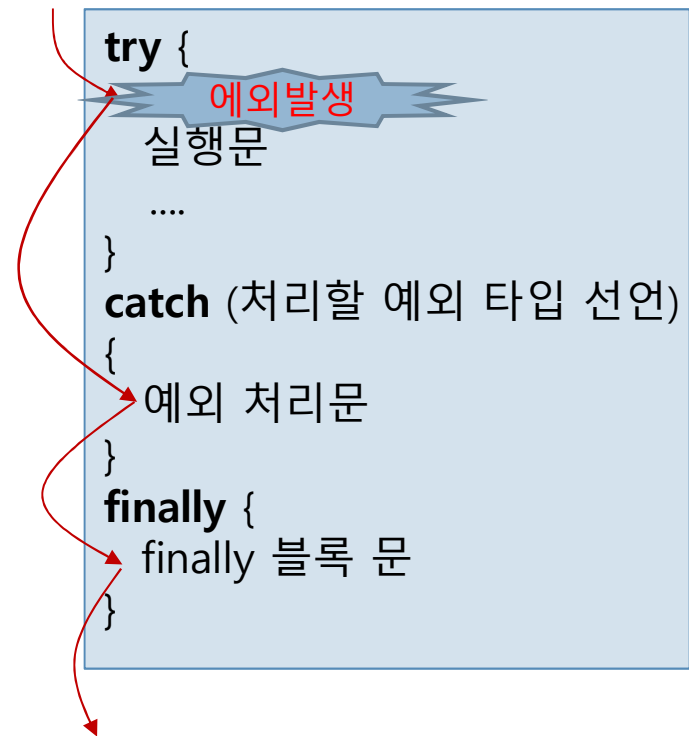 try {
에외발생
실행문
....
}
catch (처리할 예외 타입 선언)
{
예외 처리문
}
finally {
finally 블록 문
}